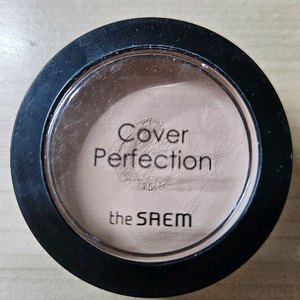 Cover
Perfection
the SAEM